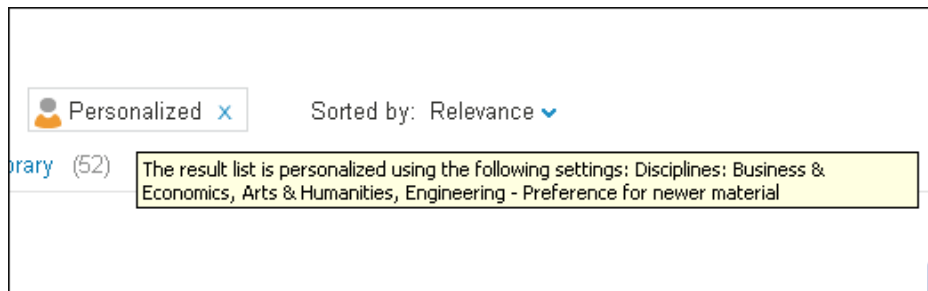 Personalized x Sorted by: Relevance
brary (52)
The result list is personalized using the following settings: Disciplines: Business &
Economics, Arts & Humanities, Engineering - Preference for newer material